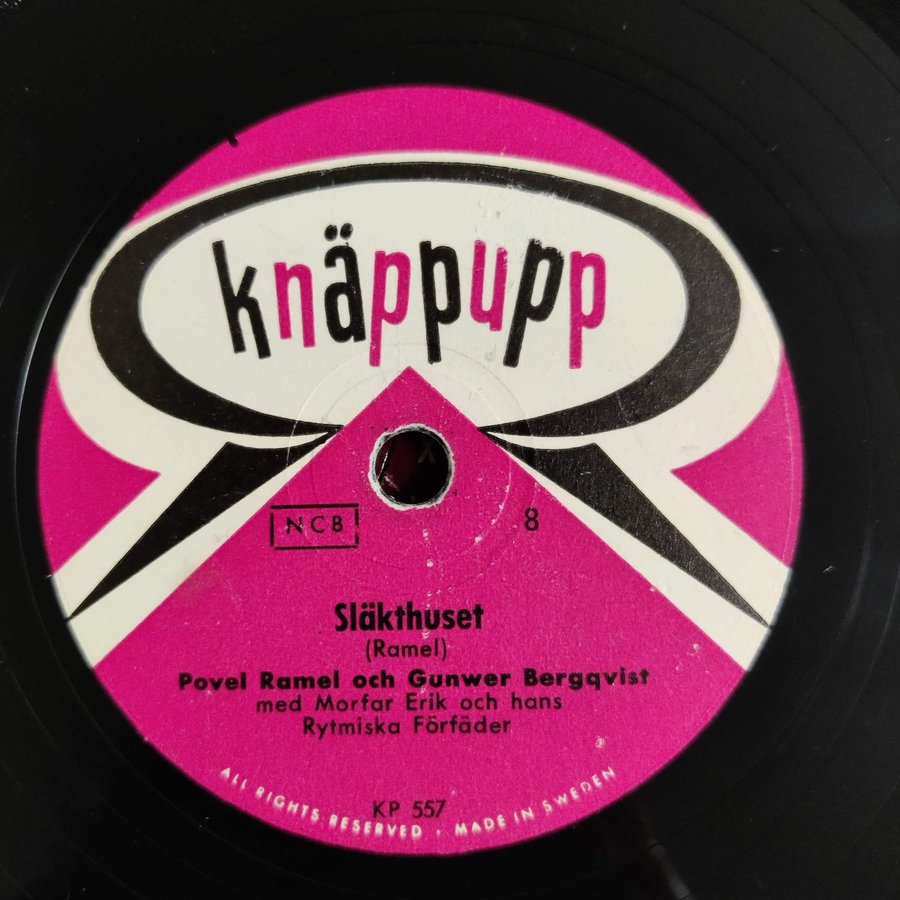 knäppupp
NCB 8
Släkthuset
(Ramel)
Povel Ramel och Gunwer Bergqvist
med Morfar Erik och hans
Rytmiska Förfäder
KP 557
ALL RIGHTS RESERVED · MADE IN SWEDEN